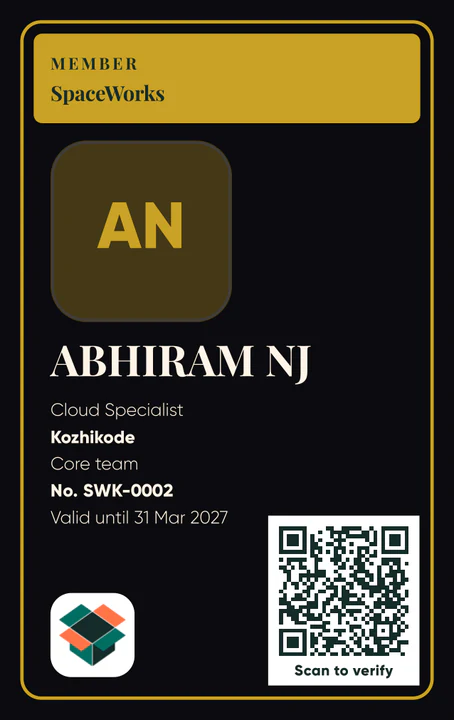 MEMBER
SpaceWorks
AN
ABHIRAM NJ
Cloud Specialist
Kozhikode
Core team
No. SWK-0002
Valid until 31 Mar 2027
Scan to verify